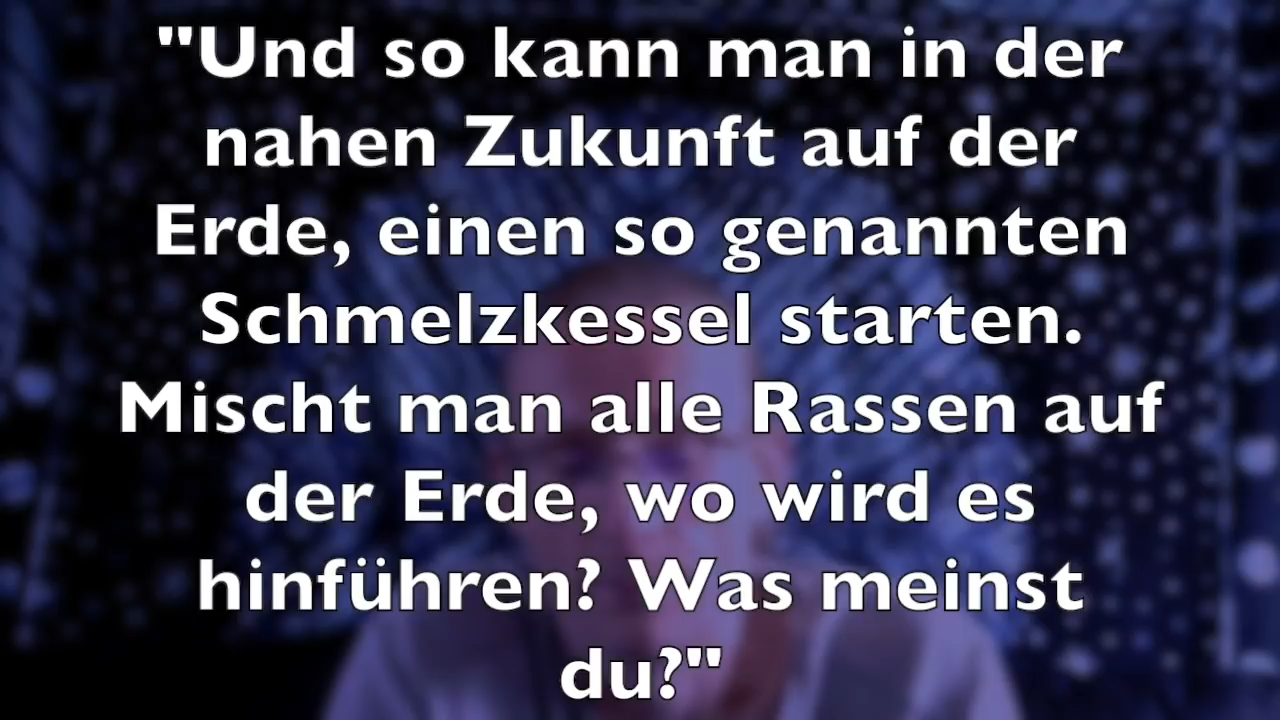 "Und so kann man in der
nahen Zukunft auf der
Erde, einen so genannten
Schmelzkessel starten.
Mischt man alle Rassen auf
der Erde, wo wird es
hinführen? Was meinst
du?"